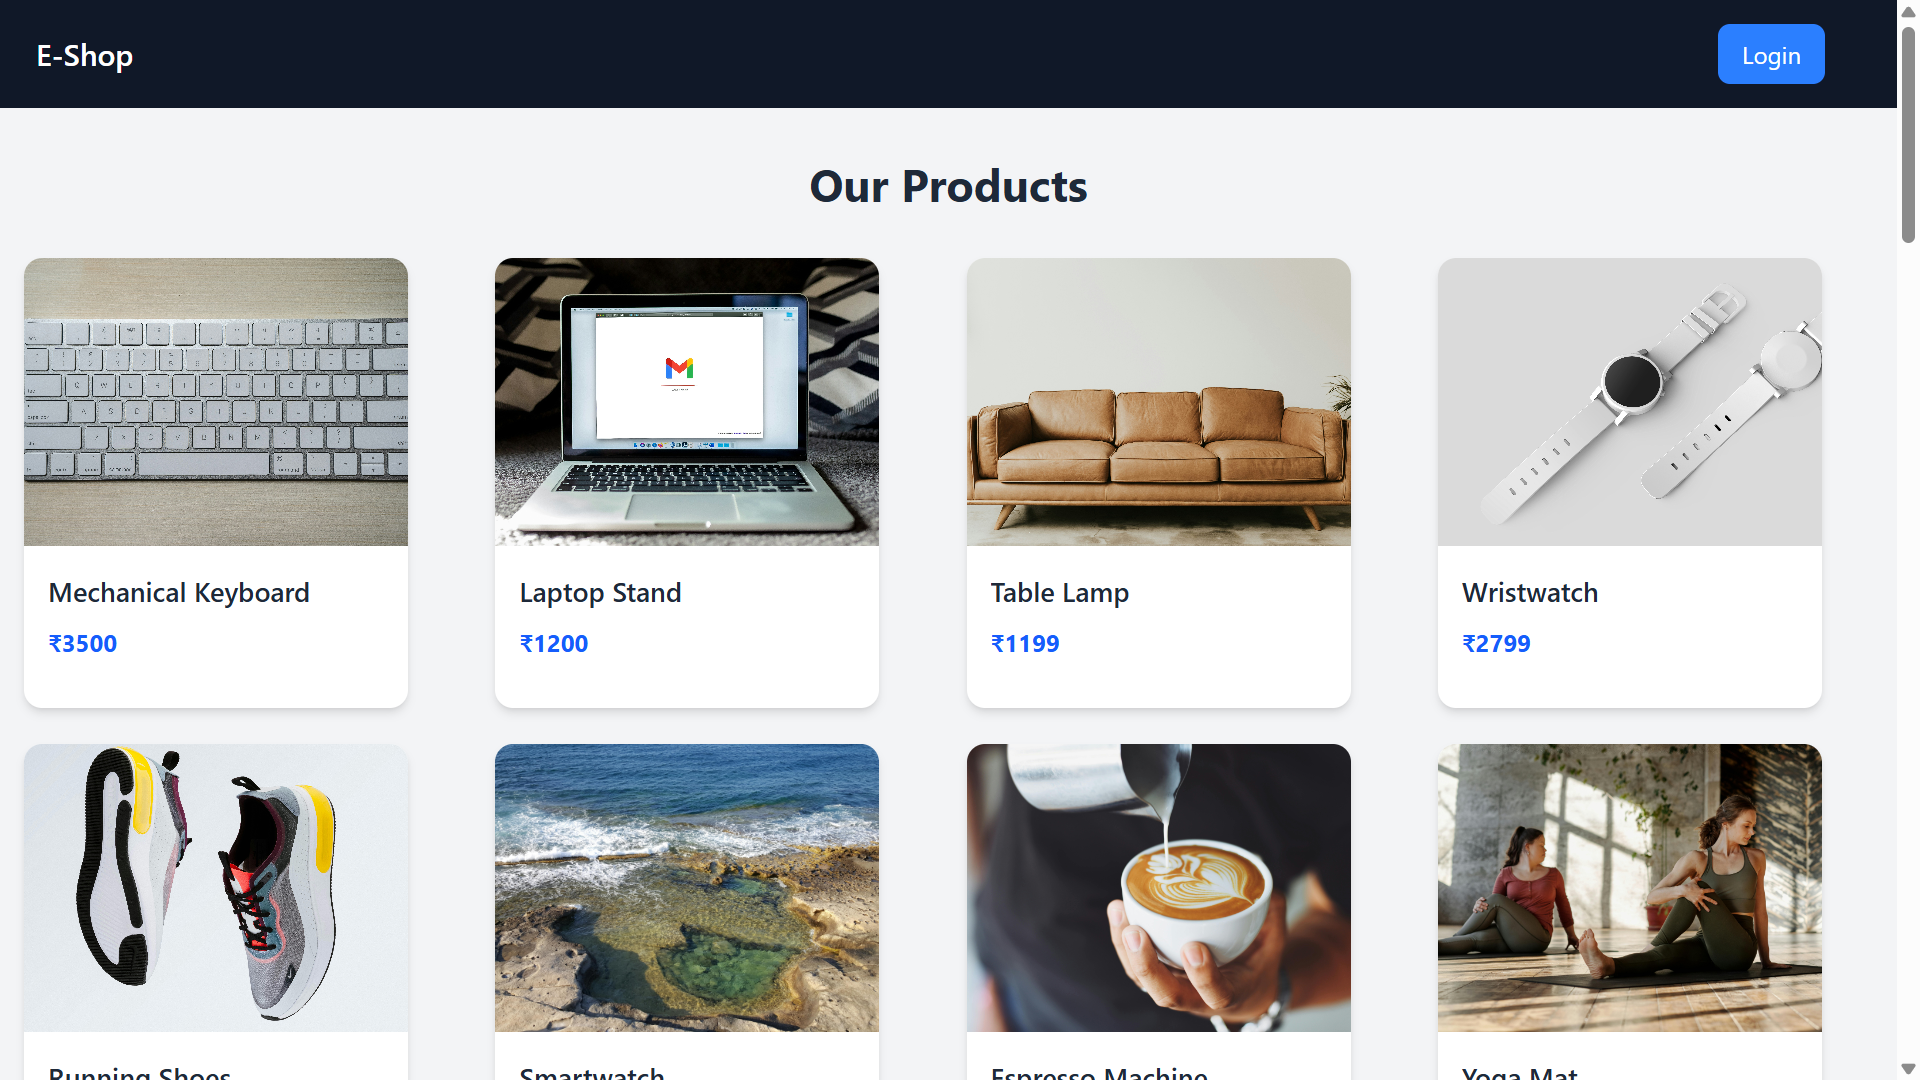 E-Shop
Login
Our Products
Mechanical Keyboard
₹3500
Laptop Stand
₹1200
Table Lamp
₹1199
Wristwatch
₹2799
Running Shoes
Smartwatch
Espresso Machine
Yoga Mat